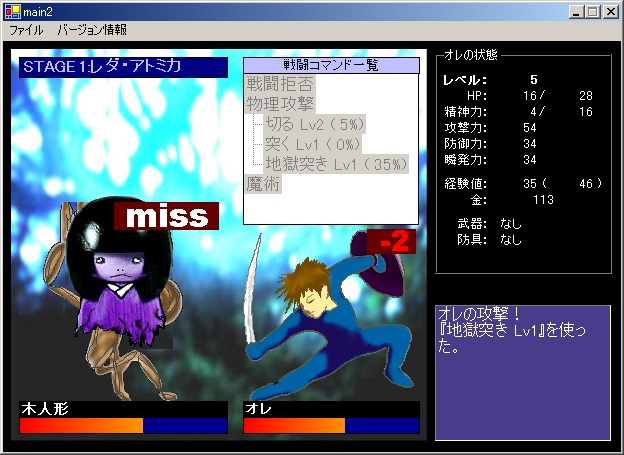 main2
ファイル バージョン情報
STAGE1:レダ・アトミカ
戦闘コマンド一覧
戦闘拒否
物理攻撃
切る Lv2 ( 5%)
突く Lv1 ( 0%)
地獄突き Lv1 ( 35%)
魔術
miss
-2
木人形
オレ
オレの状態
レベル: 5
HP: 16/ 28
精神力: 4/ 16
攻撃力: 54
防御力: 34
瞬発力: 34
経験値: 35 ( 46 )
金: 113
武器: なし
防具: なし
オレの攻撃！
『地獄突き Lv1』を使っ
た。